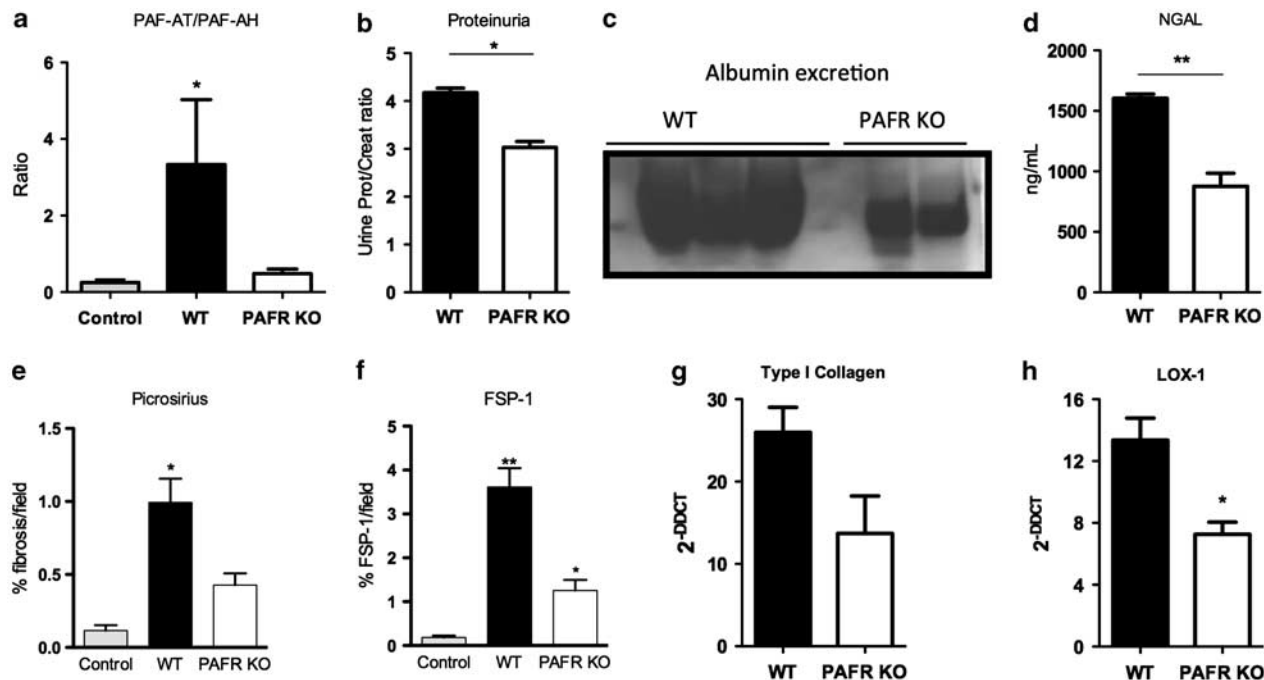 a
PAF-AT/PAF-AH
Ratio
6
4
2
0
*
Control WT PAFR KO
b
Proteinuria
Urine Prot/Creat ratio
5
4
3
2
1
0
*
WT PAFR KO
c
Albumin excretion
WT PAFR KO
d
NGAL
ng/mL
2000
1500
1000
500
0
**
WT PAFR KO
e
Picrosirius
% fibrosis/field
1.5
1.0
0.5
0.0
*
Control WT PAFR KO
f
FSP-1
% FSP-1/field
5
4
3
2
1
0
**
*
Control WT PAFR KO
g
Type I Collagen
2-DDCT
30
20
10
0
WT PAFR KO
h
LOX-1
2-DDCT
16
12
8
4
0
*
WT PAFR KO